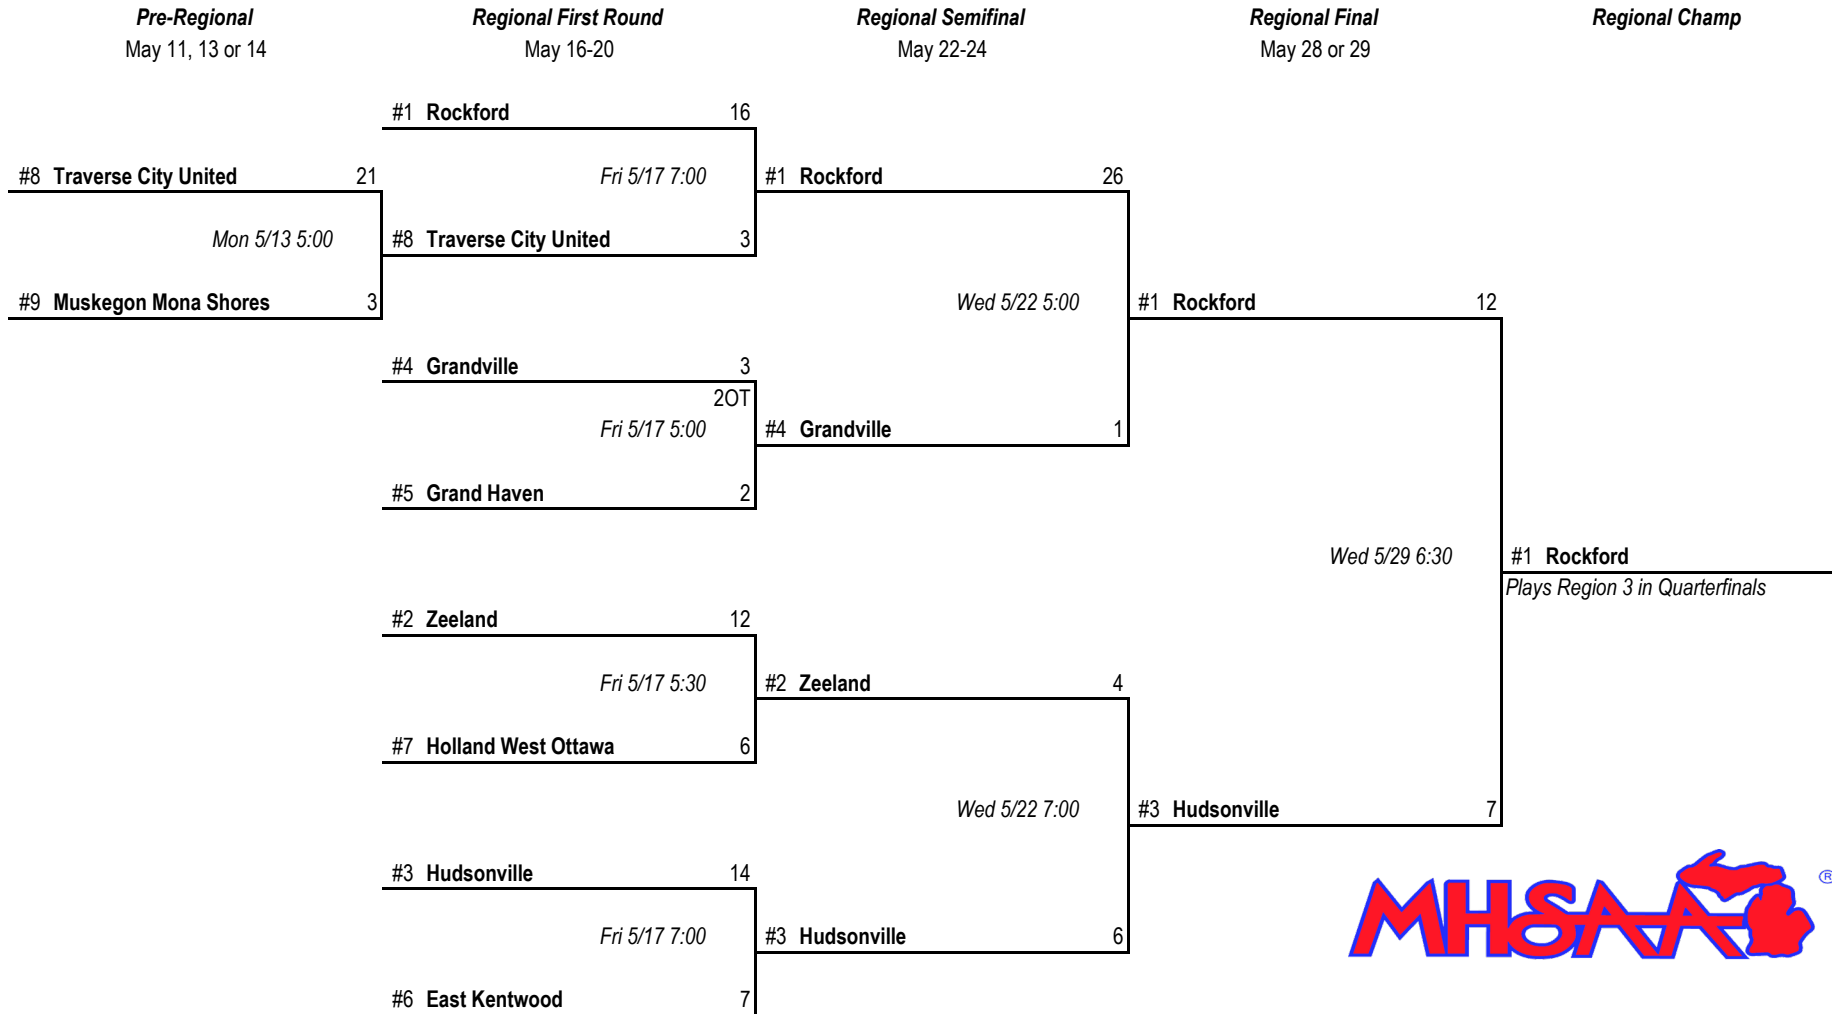 Pre-Regional Regional First Round Regional Semifinal Regional Final Regional Champ
May 11, 13 or 14 May 16-20 May 22-24 May 28 or 29
#1 Rockford 16
#8 Traverse City United 21 Fri 5/17 7:00 #1 Rockford 26
Mon 5/13 5:00 #8 Traverse City United 3
#9 Muskegon Mona Shores 3 Wed 5/22 5:00 #1 Rockford 12
#4 Grandville 3
2OT
Fri 5/17 5:00 #4 Grandville 1
#5 Grand Haven 2
Wed 5/29 6:30 #1 Rockford
Plays Region 3 in Quarterfinals
#2 Zeeland 12
Fri 5/17 5:30 #2 Zeeland 4
#7 Holland West Ottawa 6
Wed 5/22 7:00 #3 Hudsonville 7
#3 Hudsonville 14
MHSAA ®
Fri 5/17 7:00 #3 Hudsonville 6
#6 East Kentwood 7